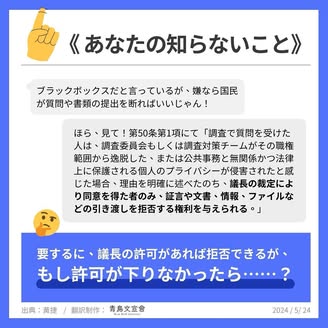 《 あなたの知らないこと》
ブラックボックスだと言っているが、嫌なら国民
が質問や書類の提出を断ればいいじゃん！
ほら、見て！第50条第1項にて「調査で質問を受けた
人は、調査委員会もしくは調査対策チームがその職権
範囲から逸脱した、または公共事務と無関係かつ法律
上に保護される個人のプライバシーが侵害されたと感
じた場合、理由を明確に述べたのち、議長の裁定によ
り同意を得た者のみ、証言や文書、情報、ファイルな
どの引き渡しを拒否する権利を与えられる。」
要するに、議長の許可があれば拒否できるが、
もし許可が下りなかったら……？
出典：黃捷 / 翻訳制作： 青鳥文宣會
2024 / 5 / 24